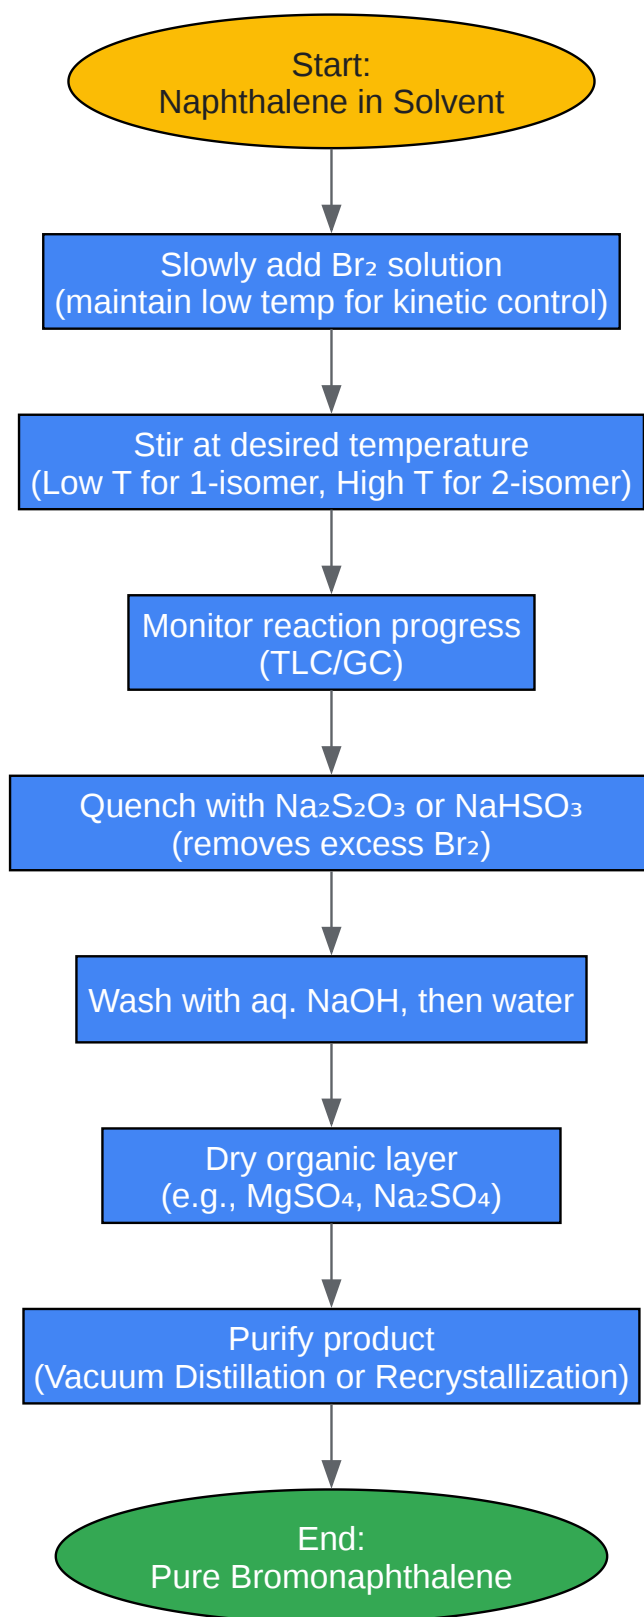 Start:
Naphthalene in Solvent
Slowly add Br₂ solution
(maintain low temp for kinetic control)
Stir at desired temperature
(Low T for 1-isomer, High T for 2-isomer)
Monitor reaction progress
(TLC/GC)
Quench with Na₂S₂O₃ or NaHSO₃
(removes excess Br₂)
Wash with aq. NaOH, then water
Dry organic layer
(e.g., MgSO₄, Na₂SO₄)
Purify product
(Vacuum Distillation or Recrystallization)
End:
Pure Bromonaphthalene